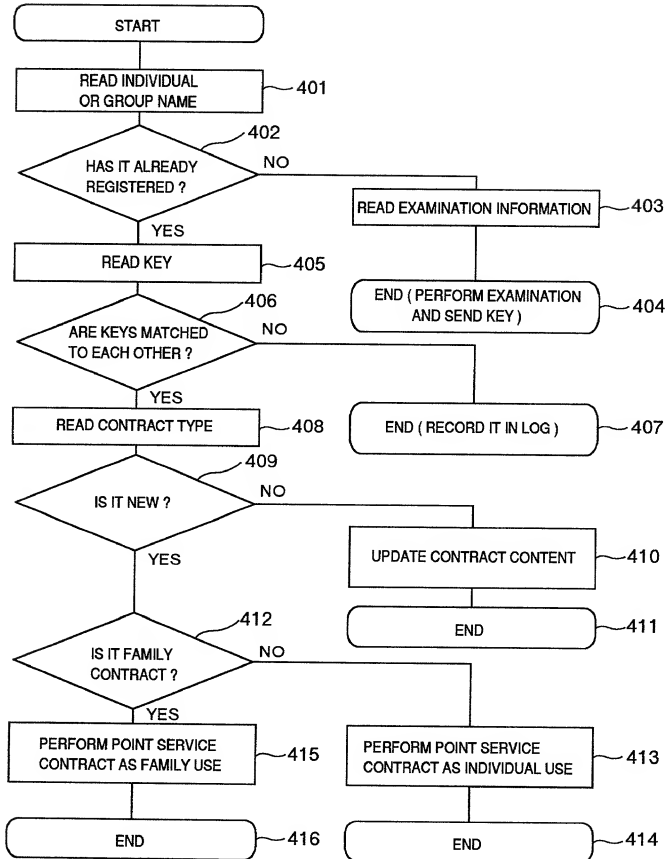 START
READ INDIVIDUAL
OR GROUP NAME
401
402
HAS IT ALREADY
REGISTERED ?
NO
YES
READ EXAMINATION INFORMATION
403
READ KEY
405
END ( PERFORM EXAMINATION
AND SEND KEY )
404
406
ARE KEYS MATCHED
TO EACH OTHER ?
NO
YES
READ CONTRACT TYPE
408
END ( RECORD IT IN LOG )
407
409
IS IT NEW ?
NO
YES
UPDATE CONTRACT CONTENT
410
END
411
412
IS IT FAMILY
CONTRACT ?
NO
YES
PERFORM POINT SERVICE
CONTRACT AS FAMILY USE
415
PERFORM POINT SERVICE
CONTRACT AS INDIVIDUAL USE
413
END
416
END
414